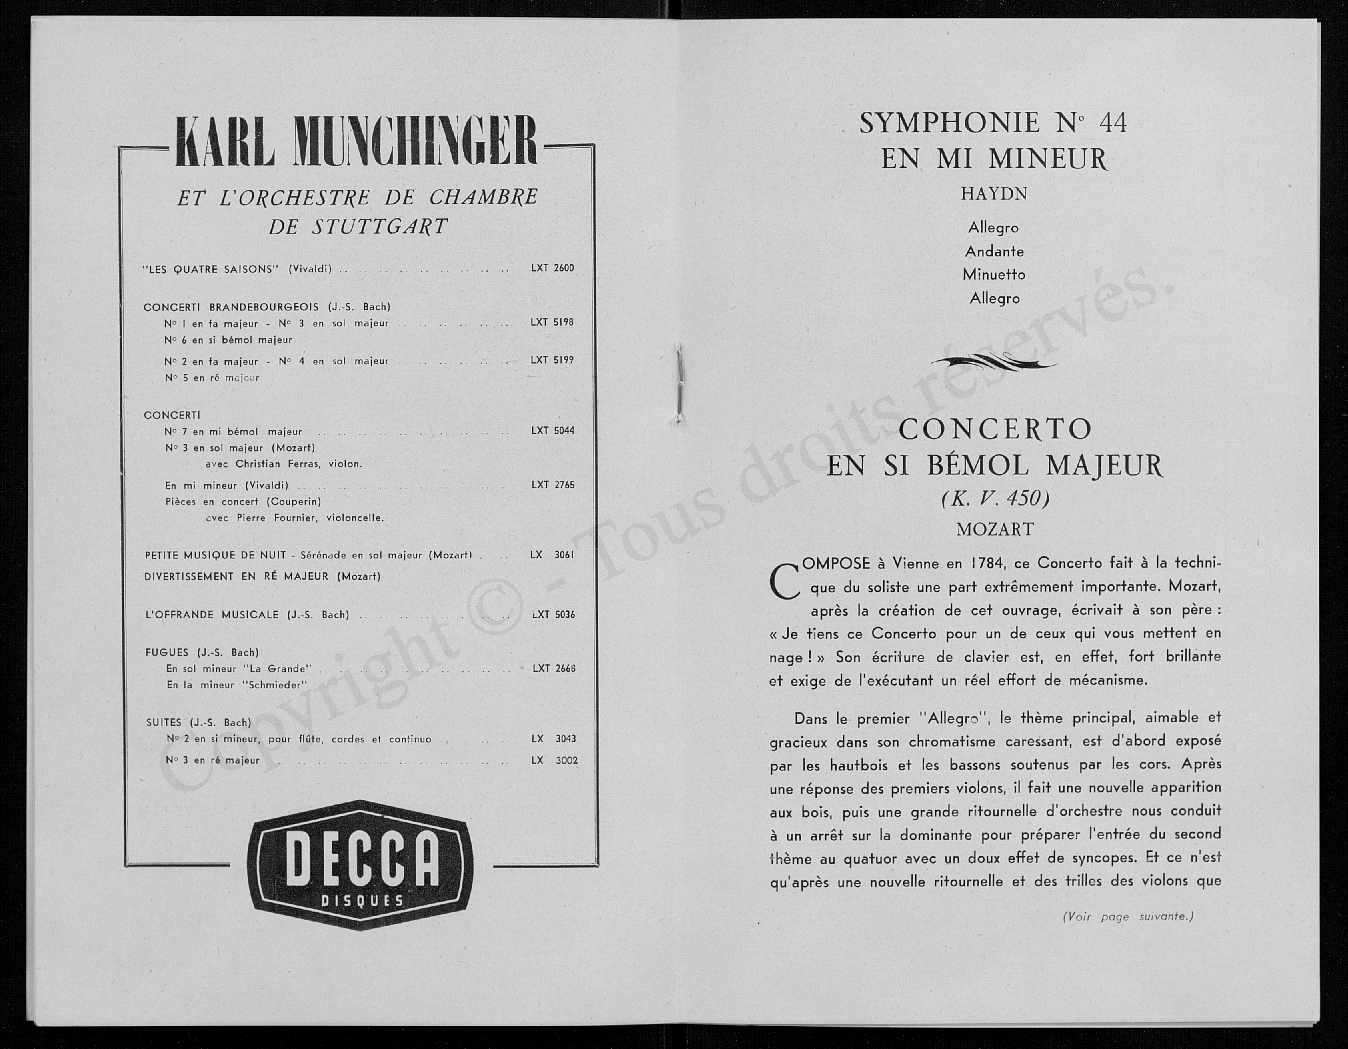 KARL MUNCHINGER
ET L'ORCHESTRE DE CHAMBRE
DE STUTTGART
"LES QUATRE SAISONS" (Vivaldi) .. .. .. .. .. .. .. .. .. LXT 2600
CONCERTI BRANDEBOURGEOIS (J.-S. Bach)
N° 1 en fa majeur - N° 3 en sol majeur .. .. .. .. .. .. LXT 5198
N° 6 en si bémol majeur
N° 2 en fa majeur - N° 4 en sol majeur .. .. .. .. .. LXT 5199
N° 5 en ré majeur
CONCERTI
N° 7 en mi bémol majeur .. .. .. .. .. .. .. .. .. .. LXT 5044
N° 3 en sol majeur (Mozart)
avec Christian Ferras, violon.
En mi mineur (Vivaldi) .. .. .. .. .. .. .. .. .. .. LXT 2765
Pièces en concert (Couperin)
avec Pierre Fournier, violoncelle.
PETITE MUSIQUE DE NUIT - Sérénade en sol majeur (Mozart) . .. LX 3061
DIVERTISSEMENT EN RÉ MAJEUR (Mozart)
L'OFFRANDE MUSICALE (J.-S. Bach) .. .. .. .. .. .. .. .. LXT 5036
FUGUES (J.-S. Bach)
En sol mineur "La Grande" .. .. .. .. .. .. .. .. .. LXT 2668
En la mineur "Schmieder"
SUITES (J.-S. Bach)
N° 2 en si mineur, pour flûte, cordes et continuo .. .. .. .. LX 3043
N° 3 en ré majeur .. .. .. .. .. .. .. .. .. .. .. LX 3002
DECCA
DISQUES
SYMPHONIE N° 44
EN MI MINEUR
HAYDN
Allegro
Andante
Minuetto
Allegro
CONCERTO
EN SI BÉMOL MAJEUR
(K. V. 450)
MOZART
COMPOSE à Vienne en 1784, ce Concerto fait à la techni-
que du soliste une part extrêmement importante. Mozart,
après la création de cet ouvrage, écrivait à son père :
« Je tiens ce Concerto pour un de ceux qui vous mettent en
nage ! » Son écriture de clavier est, en effet, fort brillante
et exige de l'exécutant un réel effort de mécanisme.
Dans le premier "Allegro", le thème principal, aimable et
gracieux dans son chromatisme caressant, est d'abord exposé
par les hautbois et les bassons soutenus par les cors. Après
une réponse des premiers violons, il fait une nouvelle apparition
aux bois, puis une grande ritournelle d'orchestre nous conduit
à un arrêt sur la dominante pour préparer l'entrée du second
thème au quatuor avec un doux effet de syncopes. Et ce n'est
qu'après une nouvelle ritournelle et des trilles des violons que
(Voir page suivante.)
Copyright © - Tous droits réservés.